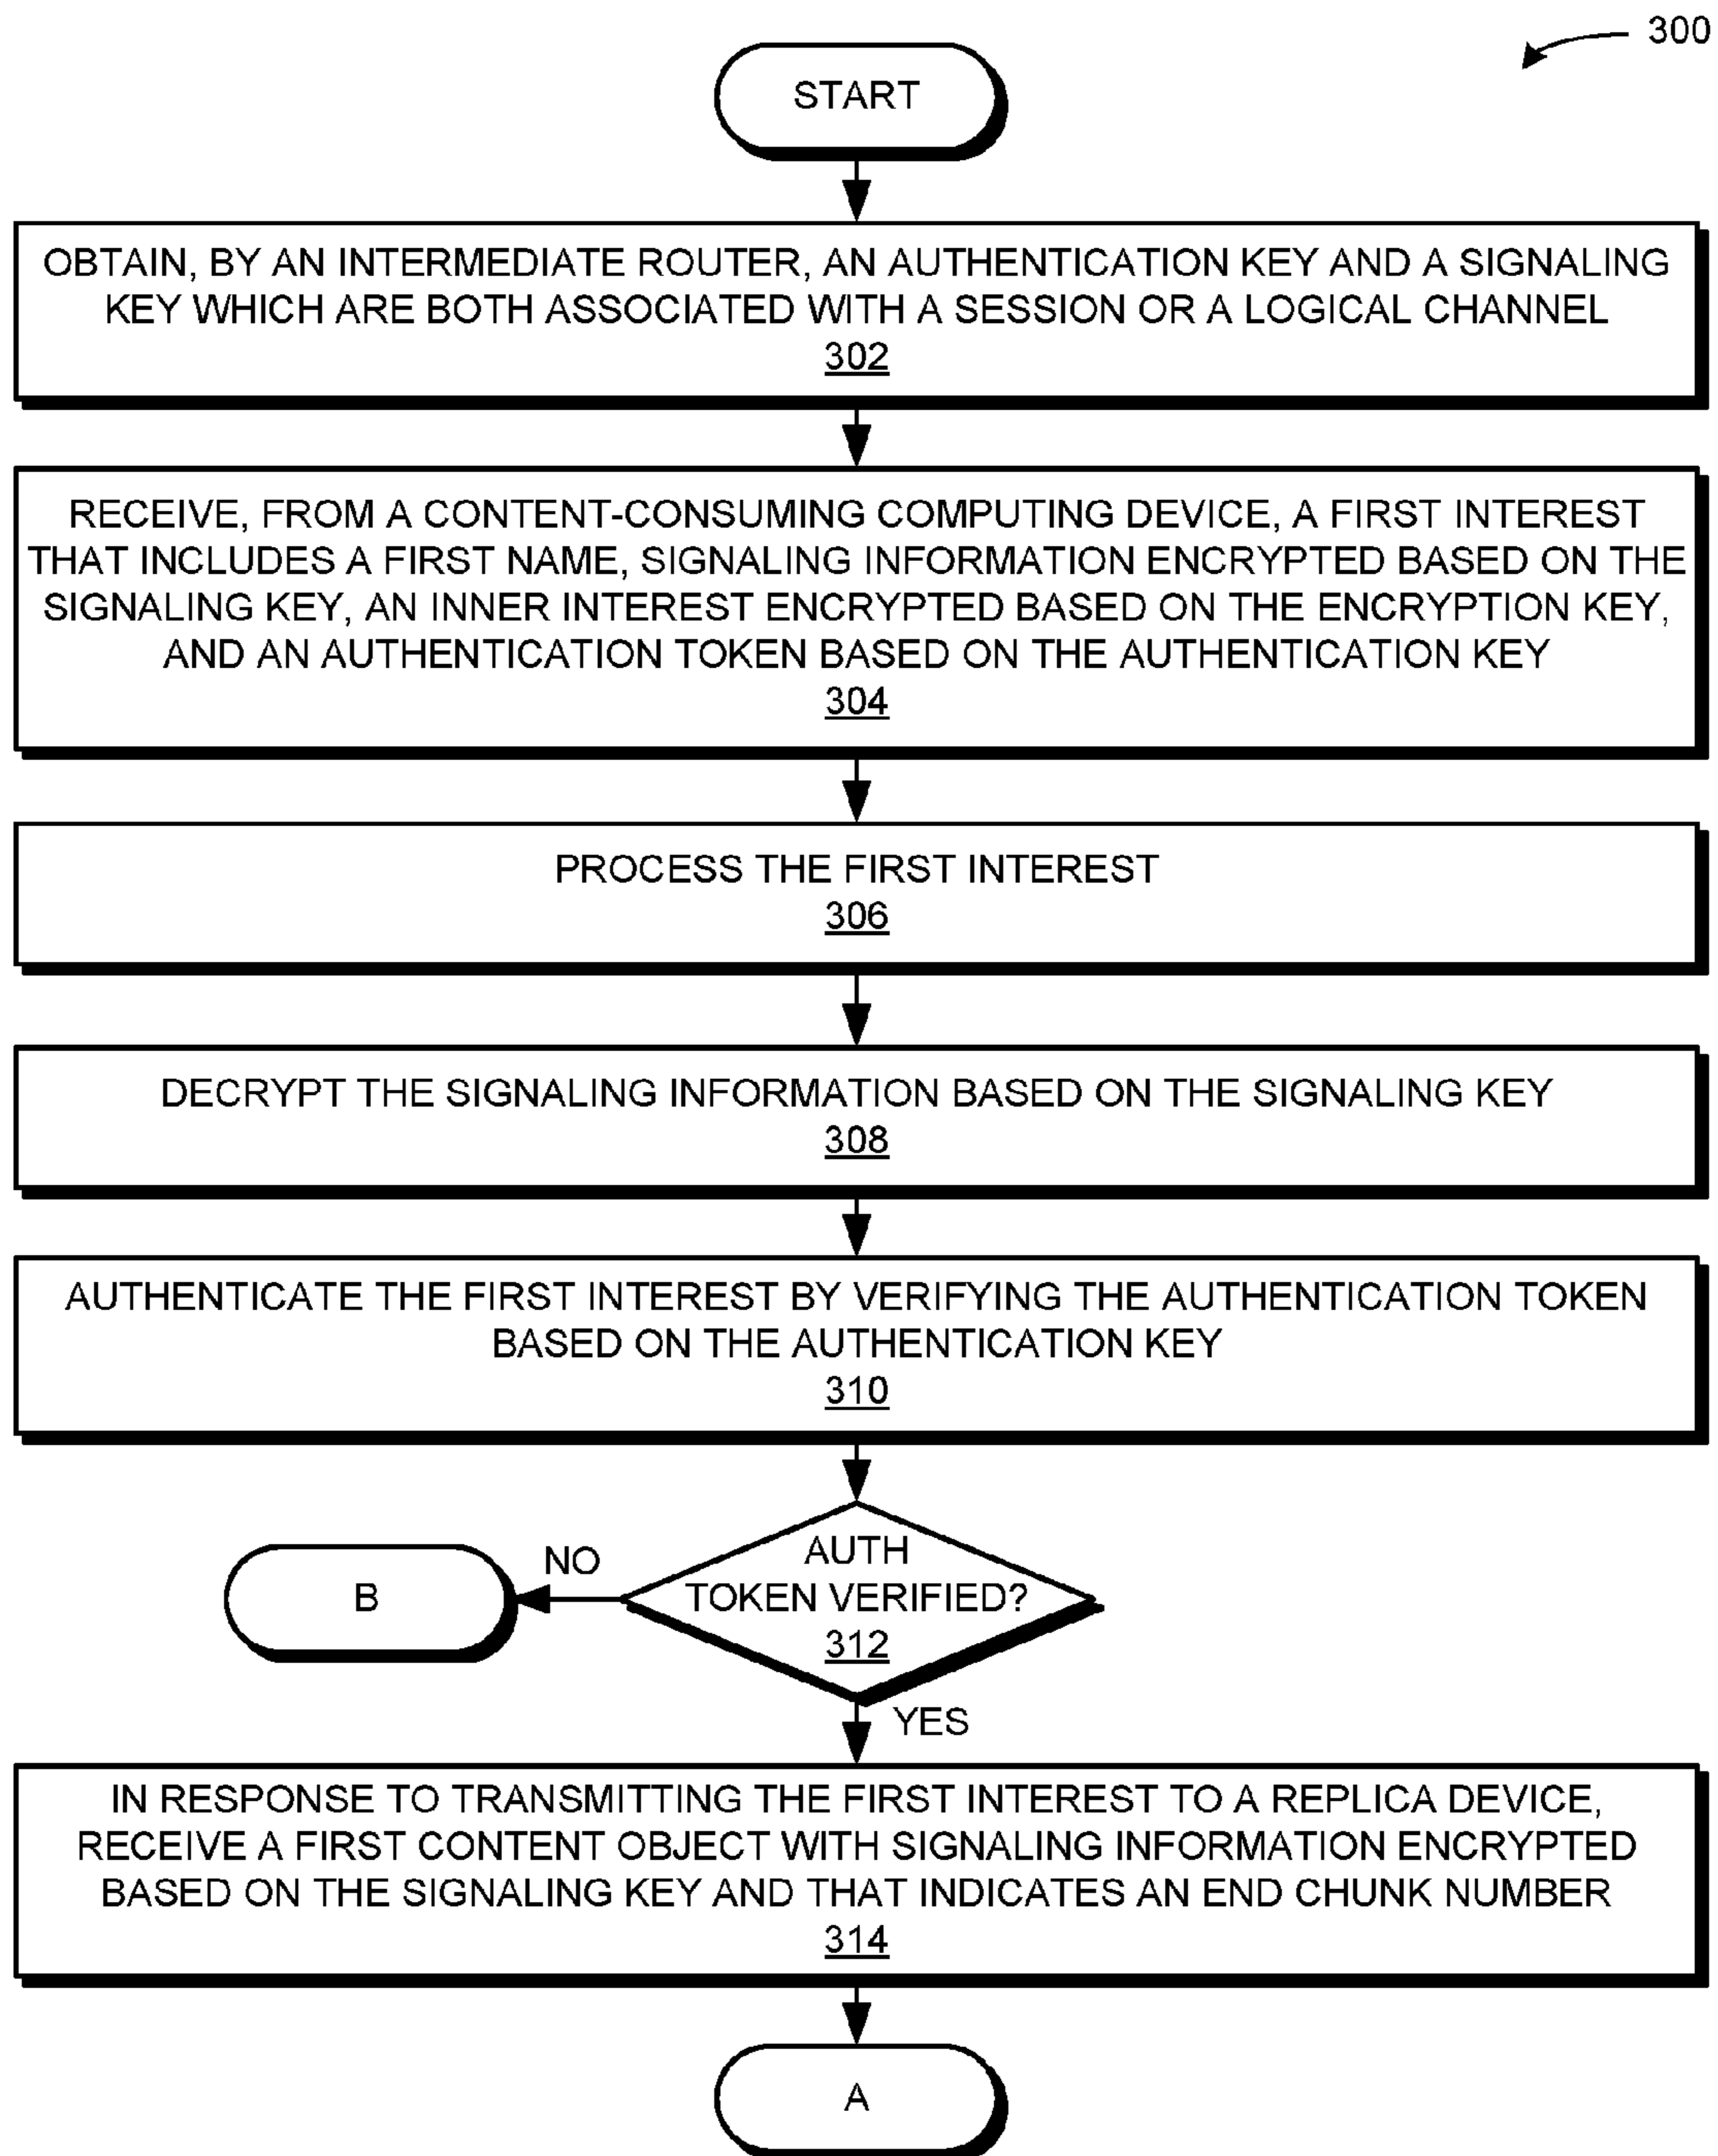 300
START
OBTAIN, BY AN INTERMEDIATE ROUTER, AN AUTHENTICATION KEY AND A SIGNALING
KEY WHICH ARE BOTH ASSOCIATED WITH A SESSION OR A LOGICAL CHANNEL
302
RECEIVE, FROM A CONTENT-CONSUMING COMPUTING DEVICE, A FIRST INTEREST
THAT INCLUDES A FIRST NAME, SIGNALING INFORMATION ENCRYPTED BASED ON THE
SIGNALING KEY, AN INNER INTEREST ENCRYPTED BASED ON THE ENCRYPTION KEY,
AND AN AUTHENTICATION TOKEN BASED ON THE AUTHENTICATION KEY
304
PROCESS THE FIRST INTEREST
306
DECRYPT THE SIGNALING INFORMATION BASED ON THE SIGNALING KEY
308
AUTHENTICATE THE FIRST INTEREST BY VERIFYING THE AUTHENTICATION TOKEN
BASED ON THE AUTHENTICATION KEY
310
AUTH
TOKEN VERIFIED?
312
NO
B
YES
IN RESPONSE TO TRANSMITTING THE FIRST INTEREST TO A REPLICA DEVICE,
RECEIVE A FIRST CONTENT OBJECT WITH SIGNALING INFORMATION ENCRYPTED
BASED ON THE SIGNALING KEY AND THAT INDICATES AN END CHUNK NUMBER
314
A